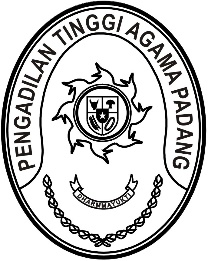 PENGADILAN TINGGI AGAMA PADANG
DHARMMAYUKTI